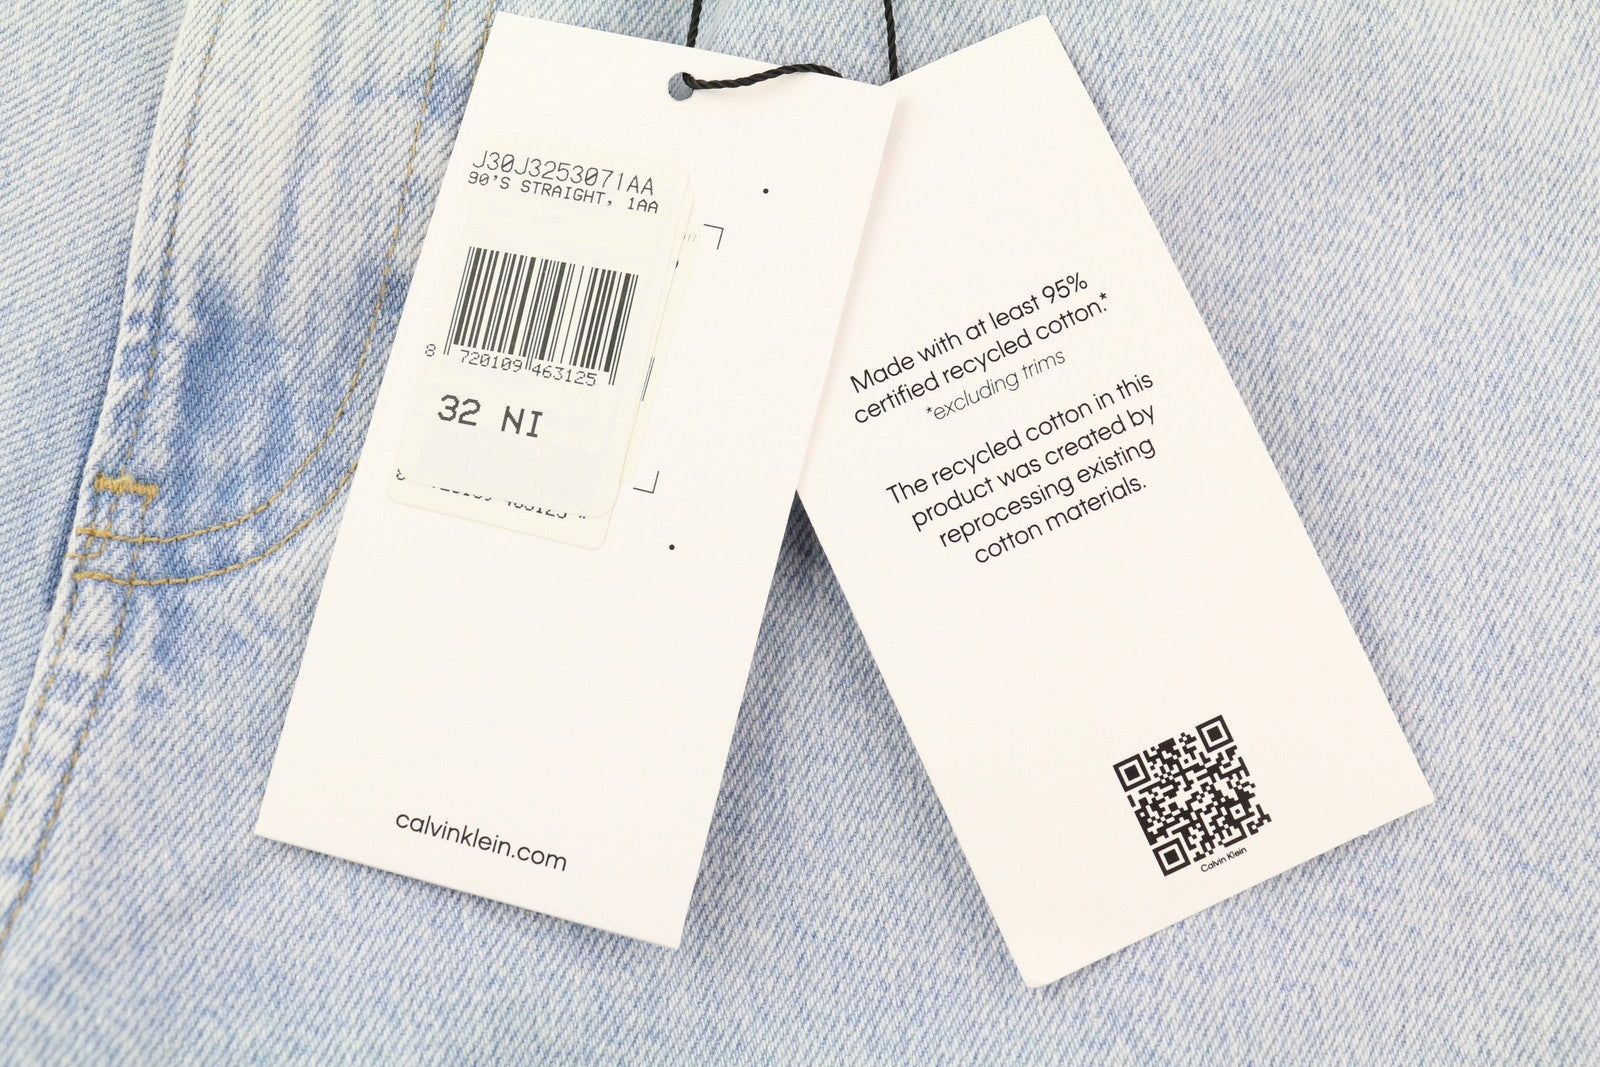 J30J3253071AA
90'S STRAIGHT, 1AA
8 720109 463125
32 NI
calvinklein.com
Made with at least 95%
certified recycled cotton.*
*excluding trims
The recycled cotton in this
product was created by
reprocessing existing
cotton materials.
Calvin Klein